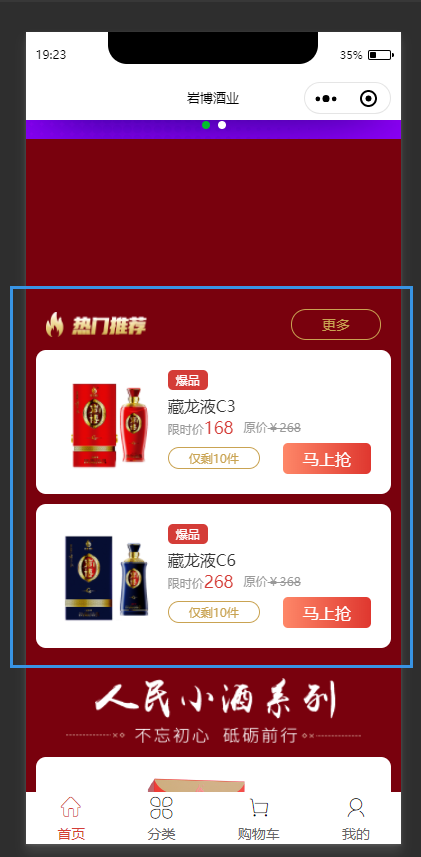 19:23
35%
岩博酒业
热门推荐
更多
爆品
藏龙液C3
限时价168 原价¥268
仅剩10件
马上抢
爆品
藏龙液C6
限时价268 原价¥368
仅剩10件
马上抢
人民小酒系列
不忘初心 砥砺前行
首页
分类
购物车
我的